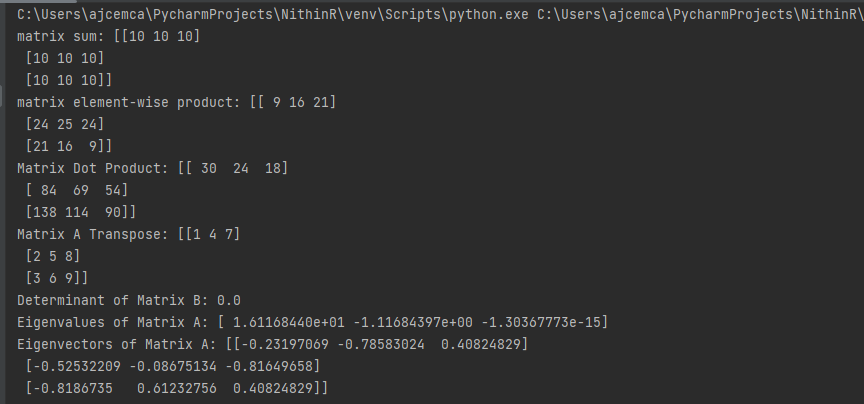 C:\Users\ajcemca\PycharmProjects\NithinR\venv\Scripts\python.exe C:\Users\ajcemca\PycharmProjects\NithinR\
matrix sum: [[10 10 10]
 [10 10 10]
 [10 10 10]]
matrix element-wise product: [[ 9 16 21]
 [24 25 24]
 [21 16  9]]
Matrix Dot Product: [[ 30  24  18]
 [ 84  69  54]
 [138 114  90]]
Matrix A Transpose: [[1 4 7]
 [2 5 8]
 [3 6 9]]
Determinant of Matrix B: 0.0
Eigenvalues of Matrix A: [ 1.61168440e+01 -1.11684397e+00 -1.30367773e-15]
Eigenvectors of Matrix A: [[-0.23197069 -0.78583024  0.40824829]
 [-0.52532209 -0.08675134 -0.81649658]
 [-0.8186735   0.61232756  0.40824829]]